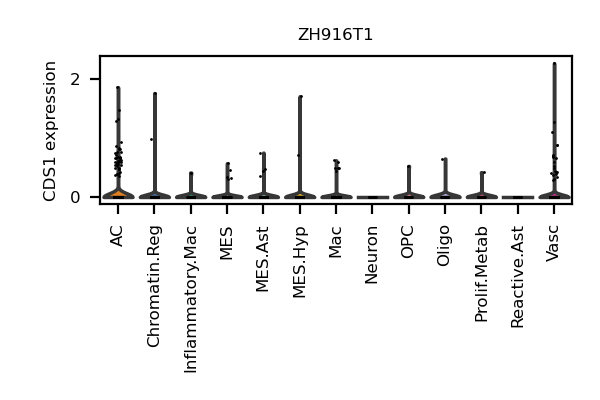 ZH916T1
CDS1 expression
2
0
AC
Chromatin.Reg
Inflammatory.Mac
MES
MES.Ast
MES.Hyp
Mac
Neuron
OPC
Oligo
Prolif.Metab
Reactive.Ast
Vasc